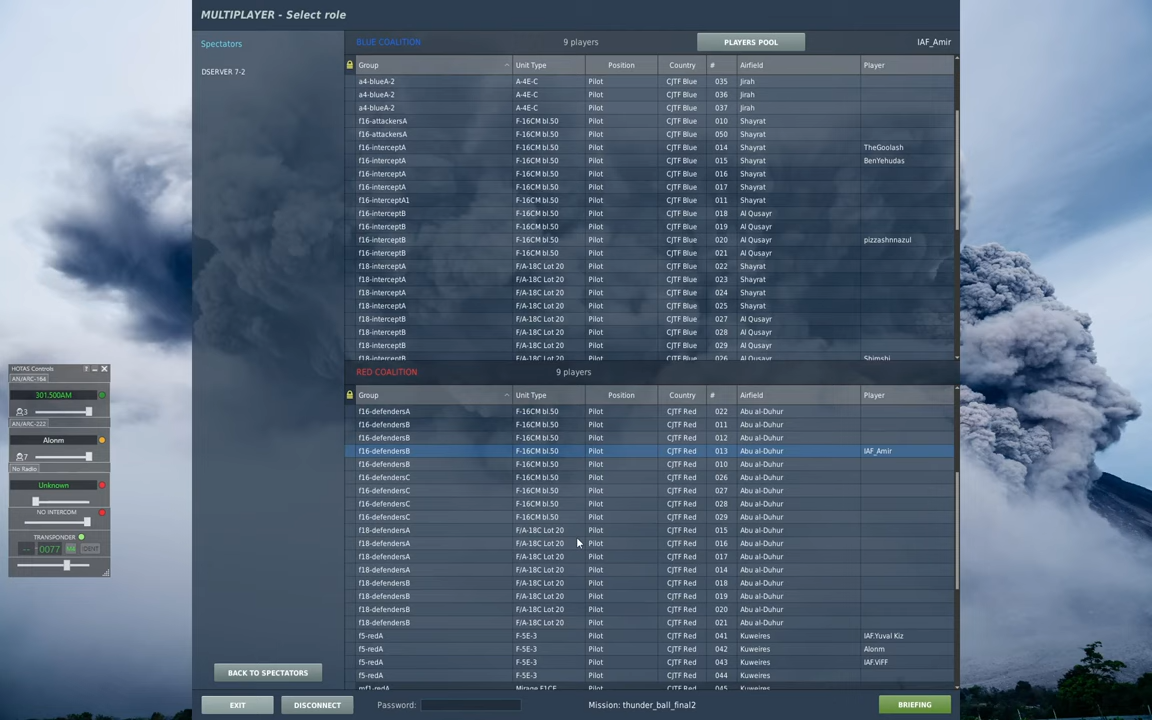 MULTIPLAYER - Select role
Spectators
DSERVER 7-2
BLUE COALITION 9 players PLAYERS POOL IAF_Amir
Group Unit Type Position Country # Airfield Player
a4-blueA-2 A-4E-C Pilot CJTF Blue 035 Jirah
a4-blueA-2 A-4E-C Pilot CJTF Blue 036 Jirah
a4-blueA-2 A-4E-C Pilot CJTF Blue 037 Jirah
f16-attackersA F-16CM bl.50 Pilot CJTF Blue 010 Shayrat
f16-attackersA F-16CM bl.50 Pilot CJTF Blue 050 Shayrat
f16-interceptA F-16CM bl.50 Pilot CJTF Blue 014 Shayrat TheGoolash
f16-interceptA F-16CM bl.50 Pilot CJTF Blue 015 Shayrat BenYehudas
f16-interceptA F-16CM bl.50 Pilot CJTF Blue 016 Shayrat
f16-interceptA F-16CM bl.50 Pilot CJTF Blue 017 Shayrat
f16-interceptA1 F-16CM bl.50 Pilot CJTF Blue 011 Shayrat
f16-interceptB F-16CM bl.50 Pilot CJTF Blue 018 Al Qusayr
f16-interceptB F-16CM bl.50 Pilot CJTF Blue 019 Al Qusayr
f16-interceptB F-16CM bl.50 Pilot CJTF Blue 020 Al Qusayr pizzashnnazul
f16-interceptB F-16CM bl.50 Pilot CJTF Blue 021 Al Qusayr
f18-interceptA F/A-18C Lot 20 Pilot CJTF Blue 022 Shayrat
f18-interceptA F/A-18C Lot 20 Pilot CJTF Blue 023 Shayrat
f18-interceptA F/A-18C Lot 20 Pilot CJTF Blue 024 Shayrat
f18-interceptA F/A-18C Lot 20 Pilot CJTF Blue 025 Shayrat
f18-interceptB F/A-18C Lot 20 Pilot CJTF Blue 027 Al Qusayr
f18-interceptB F/A-18C Lot 20 Pilot CJTF Blue 028 Al Qusayr
f18-interceptB F/A-18C Lot 20 Pilot CJTF Blue 029 Al Qusayr
f18-interceptB F/A-18C Lot 20 Pilot CJTF Blue 026 Al Qusayr Shimshi
RED COALITION 9 players
Group Unit Type Position Country # Airfield Player
f16-defendersA F-16CM bl.50 Pilot CJTF Red 022 Abu al-Duhur
f16-defendersB F-16CM bl.50 Pilot CJTF Red 011 Abu al-Duhur
f16-defendersB F-16CM bl.50 Pilot CJTF Red 012 Abu al-Duhur
f16-defendersB F-16CM bl.50 Pilot CJTF Red 013 Abu al-Duhur IAF_Amir
f16-defendersB F-16CM bl.50 Pilot CJTF Red 010 Abu al-Duhur
f16-defendersC F-16CM bl.50 Pilot CJTF Red 026 Abu al-Duhur
f16-defendersC F-16CM bl.50 Pilot CJTF Red 027 Abu al-Duhur
f16-defendersC F-16CM bl.50 Pilot CJTF Red 028 Abu al-Duhur
f16-defendersC F-16CM bl.50 Pilot CJTF Red 029 Abu al-Duhur
f18-defendersA F/A-18C Lot 20 Pilot CJTF Red 015 Abu al-Duhur
f18-defendersA F/A-18C Lot 20 Pilot CJTF Red 016 Abu al-Duhur
f18-defendersA F/A-18C Lot 20 Pilot CJTF Red 017 Abu al-Duhur
f18-defendersA F/A-18C Lot 20 Pilot CJTF Red 014 Abu al-Duhur
f18-defendersB F/A-18C Lot 20 Pilot CJTF Red 018 Abu al-Duhur
f18-defendersB F/A-18C Lot 20 Pilot CJTF Red 019 Abu al-Duhur
f18-defendersB F/A-18C Lot 20 Pilot CJTF Red 020 Abu al-Duhur
f18-defendersB F/A-18C Lot 20 Pilot CJTF Red 021 Abu al-Duhur
f5-redA F-5E-3 Pilot CJTF Red 041 Kuweires IAF.Yuval Kiz
f5-redA F-5E-3 Pilot CJTF Red 042 Kuweires Alonm
f5-redA F-5E-3 Pilot CJTF Red 043 Kuweires IAF.ViFF
f5-redA F-5E-3 Pilot CJTF Red 044 Kuweires
mf1-redA Mirage F1CE Pilot CJTF Red 045 Kuweires
BACK TO SPECTATORS
EXIT DISCONNECT Password: Mission: thunder_ball_final2 BRIEFING
HOTAS Controls ?
AN/ARC-164
301.500AM
3
AN/ARC-222
Alonm
7
No Radio
Unknown
NO INTERCOM
TRANSPONDER
-- 0077 M4 IDENT